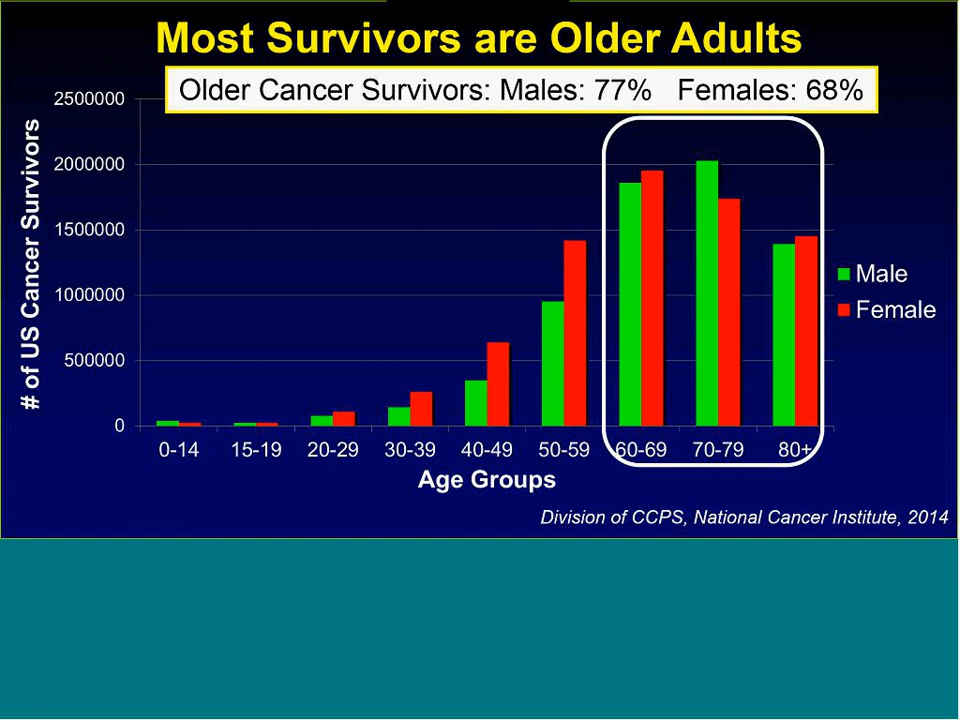 Most Survivors are Older Adults
Older Cancer Survivors: Males: 77% Females: 68%
# of US Cancer Survivors
2500000
2000000
1500000
1000000
500000
0
0-14 15-19 20-29 30-39 40-49 50-59 60-69 70-79 80+
Age Groups
Male
Female
Division of CCPS, National Cancer Institute, 2014